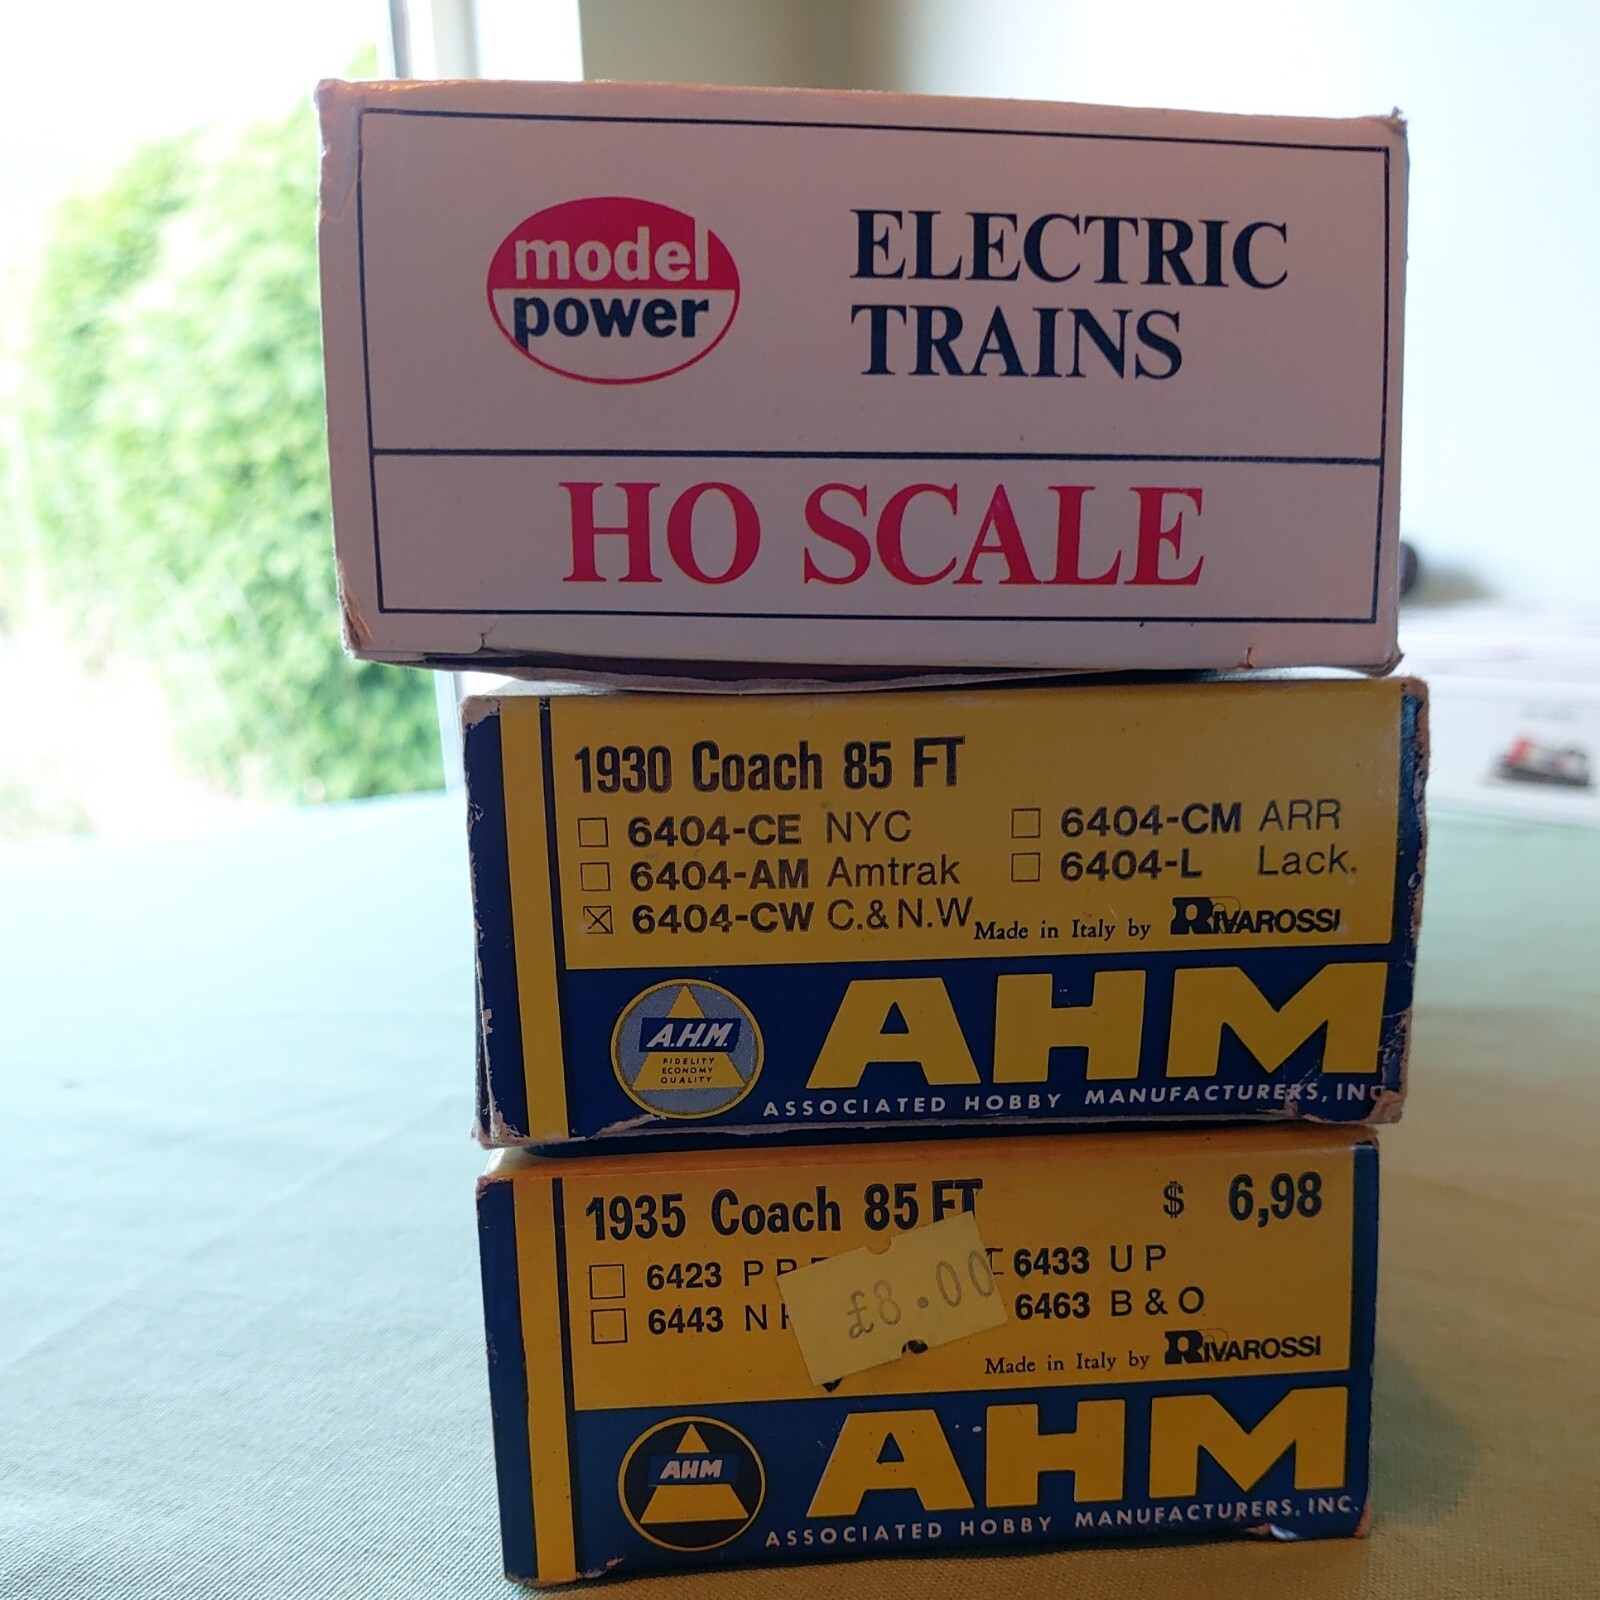 model
power
ELECTRIC
TRAINS
HO SCALE
1930 Coach 85 FT
6404-CE NYC
6404-CM ARR
6404-AM Amtrak
6404-L Lack.
6404-CW C.&N.W.
Made in Italy by RIVAROSSI
A.H.M.
FIDELITY
ECONOMY
QUALITY
AHM
ASSOCIATED HOBBY MANUFACTURERS, INC
1935 Coach 85 FT $ 6,98
6423
6433 UP
£8.00
6443
6463 B&O
Made in Italy by RIVAROSSI
AHM
AHM
ASSOCIATED HOBBY MANUFACTURERS, INC.